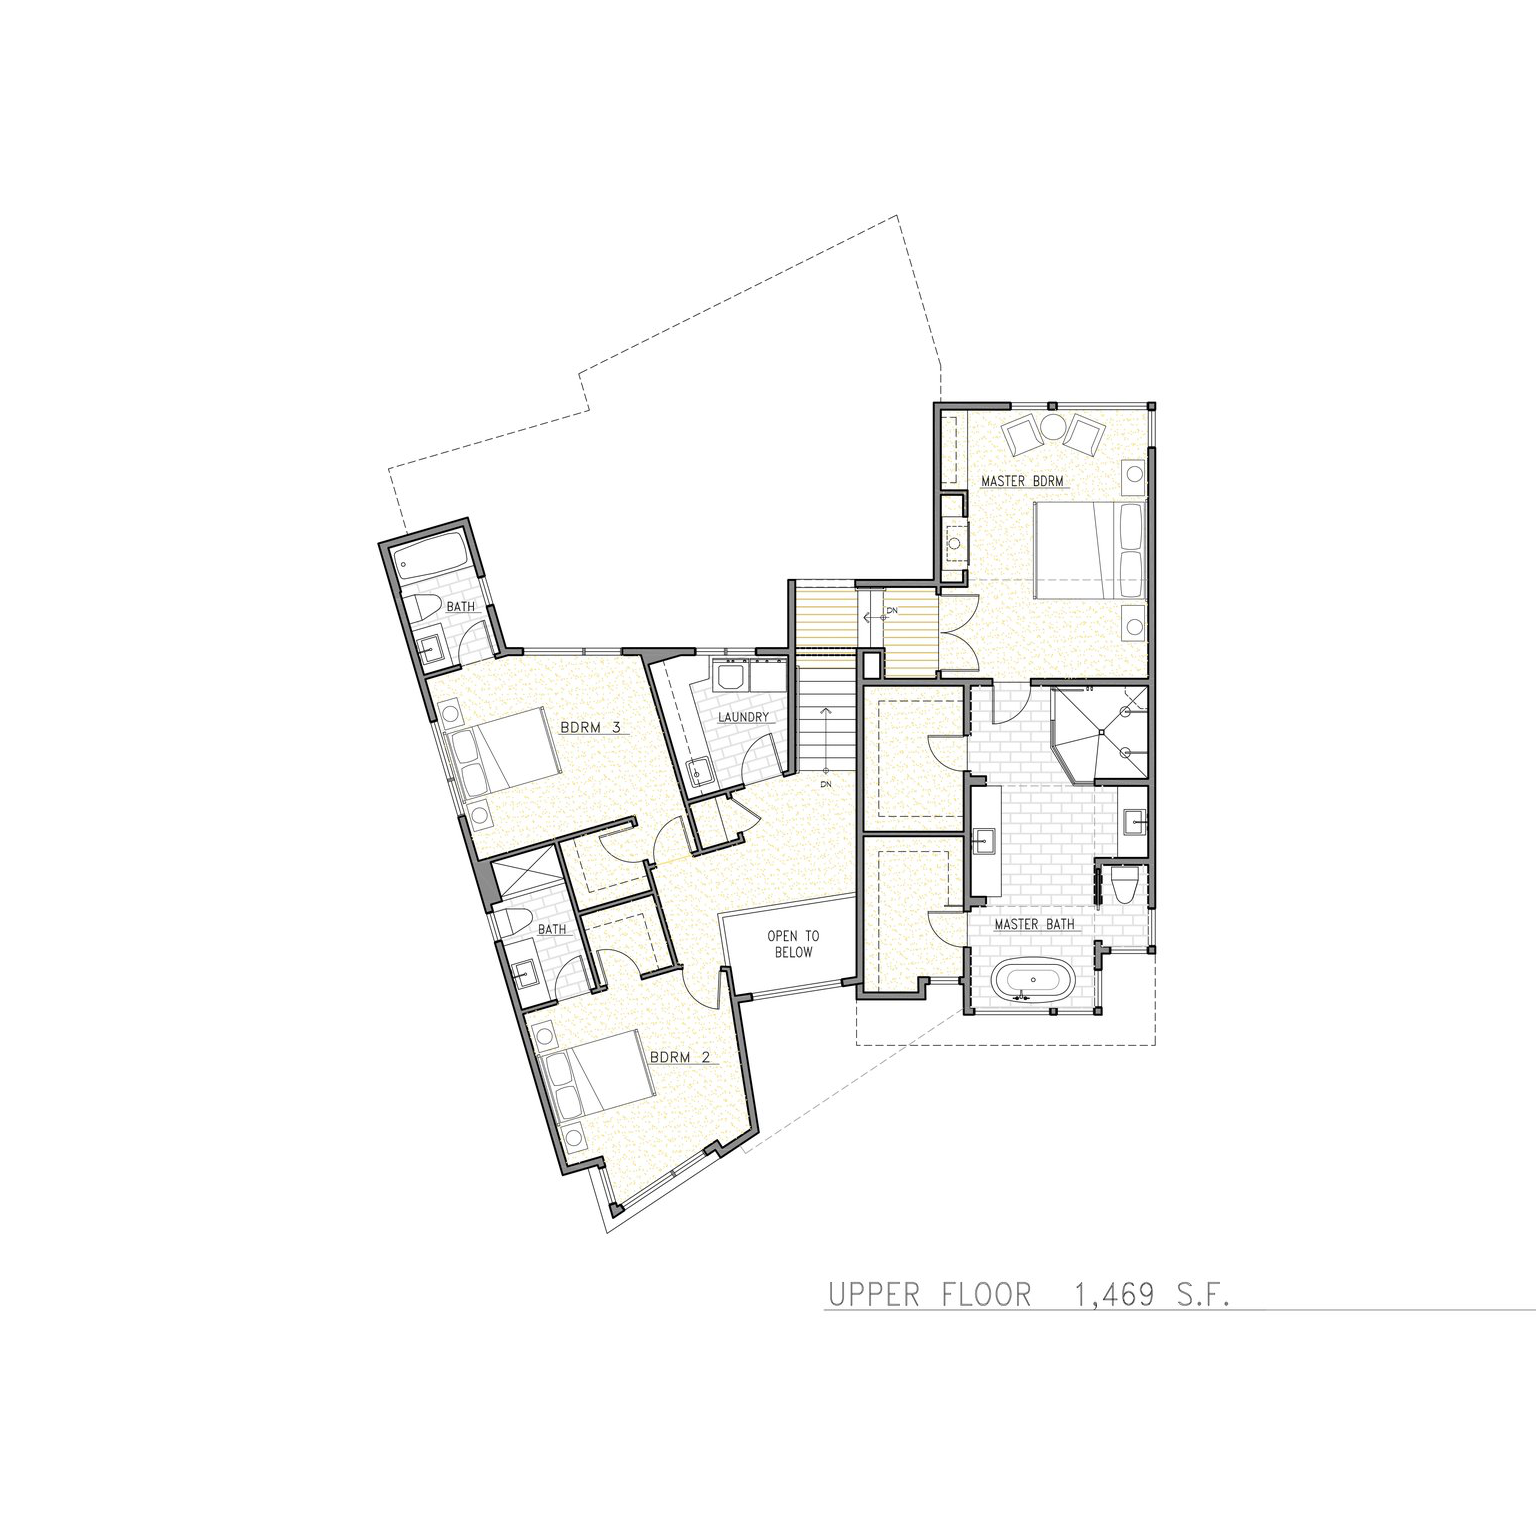 MASTER BDRM
BATH
DN
LAUNDRY
BDRM 3
DN
MASTER BATH
BATH
OPEN TO
BELOW
BDRM 2
UPPER FLOOR 1,469 S.F.